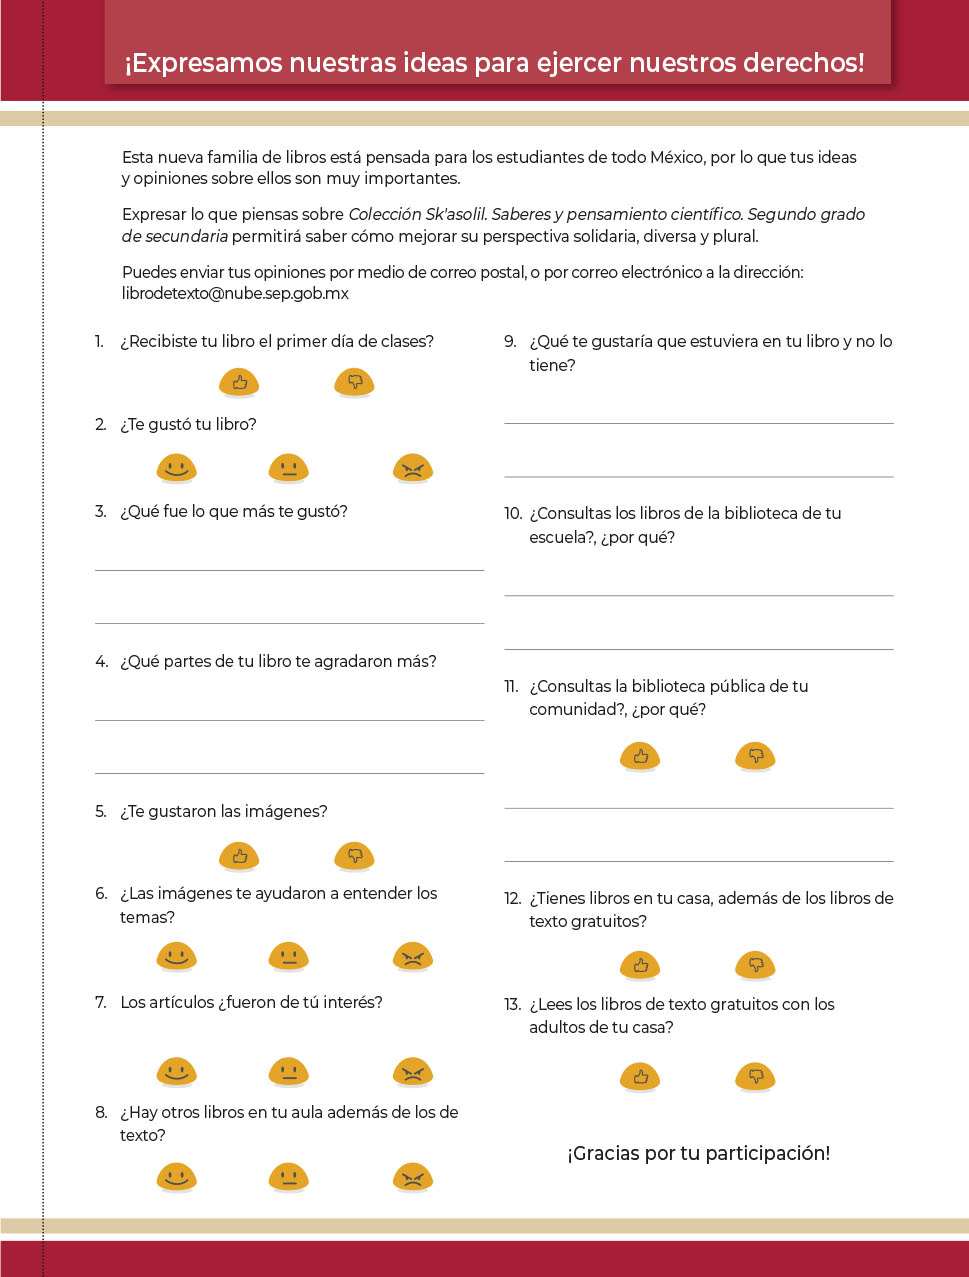 ¡Expresamos nuestras ideas para ejercer nuestros derechos!
Esta nueva familia de libros está pensada para los estudiantes de todo México, por lo que tus ideas
y opiniones sobre ellos son muy importantes.
Expresar lo que piensas sobre Colección Sk'asolil. Saberes y pensamiento científico. Segundo grado
de secundaria permitirá saber cómo mejorar su perspectiva solidaria, diversa y plural.
Puedes enviar tus opiniones por medio de correo postal, o por correo electrónico a la dirección:
librodetexto@nube.sep.gob.mx
1. ¿Recibiste tu libro el primer día de clases?
2. ¿Te gustó tu libro?
3. ¿Qué fue lo que más te gustó?
4. ¿Qué partes de tu libro te agradaron más?
5. ¿Te gustaron las imágenes?
6. ¿Las imágenes te ayudaron a entender los
temas?
7. Los artículos ¿fueron de tú interés?
8. ¿Hay otros libros en tu aula además de los de
texto?
9. ¿Qué te gustaría que estuviera en tu libro y no lo
tiene?
10. ¿Consultas los libros de la biblioteca de tu
escuela?, ¿por qué?
11. ¿Consultas la biblioteca pública de tu
comunidad?, ¿por qué?
12. ¿Tienes libros en tu casa, además de los libros de
texto gratuitos?
13. ¿Lees los libros de texto gratuitos con los
adultos de tu casa?
¡Gracias por tu participación!